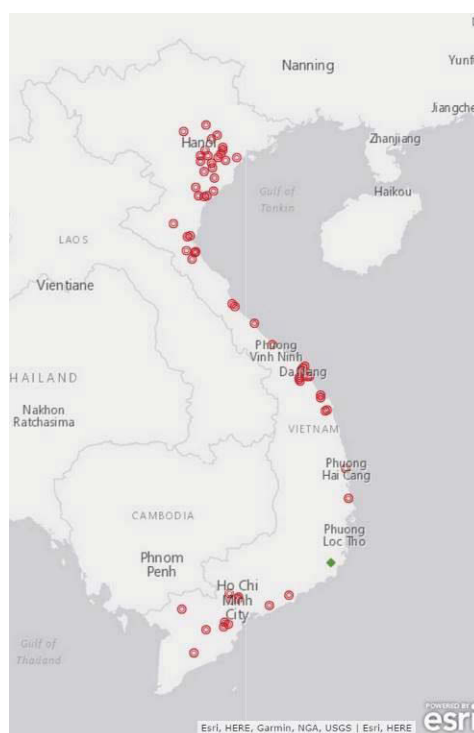 Nanning
Yunf
Jiangche
Zhanjiang
Hanoi
Haikou
Gulf of
Tonkin
LAOS
Vientiane
Phuong
Vinh Ninh
Da Nang
HAILAND
Nakhon
Ratchasima
VIETNAM
Phuong
Hai Cang
CAMBODIA
Phuong
Loc Tho
Phnom
Penh
Ho Chi
Minh
City
Gulf of
Thailand
POWERED BY
esri
Esri, HERE, Garmin, NGA, USGS | Esri, HERE